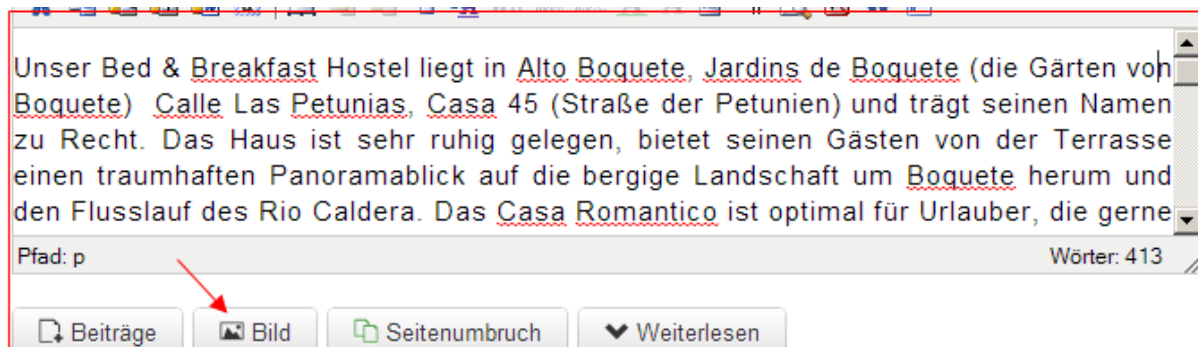 Unser Bed & Breakfast Hostel liegt in Alto Boquete, Jardins de Boquete (die Gärten von
Boquete) Calle Las Petunias, Casa 45 (Straße der Petunien) und trägt seinen Namen
zu Recht. Das Haus ist sehr ruhig gelegen, bietet seinen Gästen von der Terrasse
einen traumhaften Panoramablick auf die bergige Landschaft um Boquete herum und
den Flusslauf des Rio Caldera. Das Casa Romantico ist optimal für Urlauber, die gerne
Pfad: p Wörter: 413
Beiträge Bild Seitenumbruch Weiterlesen